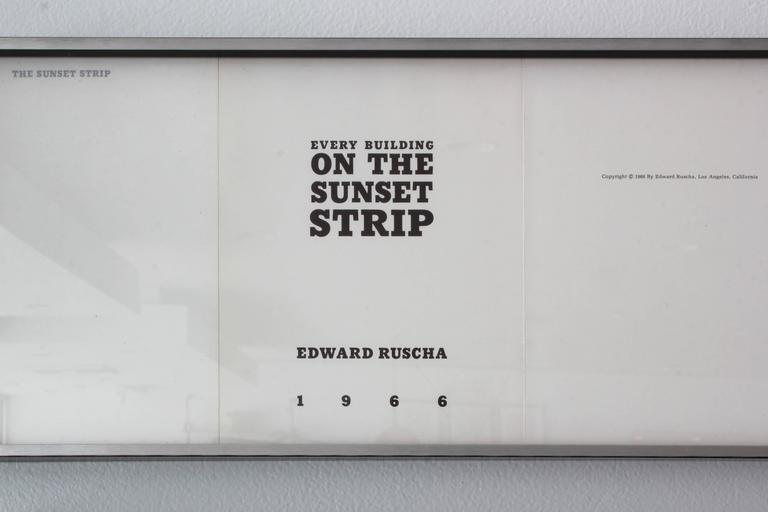 THE SUNSET STRIP
EVERY BUILDING
ON THE
SUNSET
STRIP
EDWARD RUSCHA
1 9 6 6
Copyright © 1966 By Edward Ruscha, Los Angeles, California